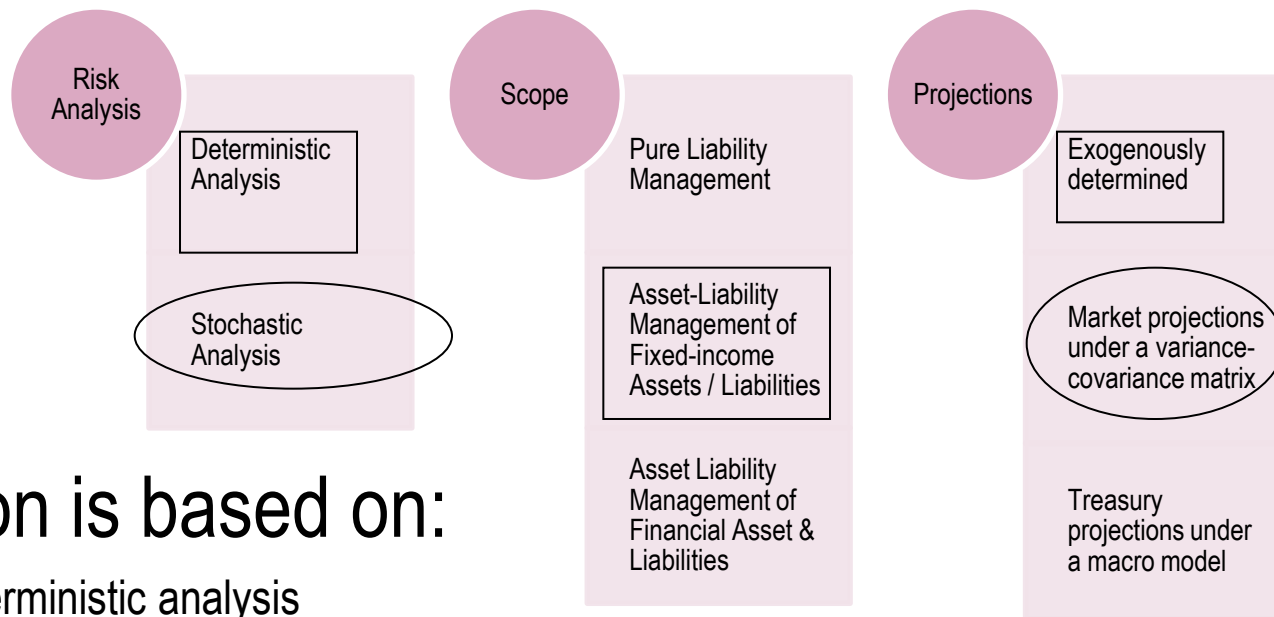 Risk
Analysis
Deterministic
Analysis
Stochastic
Analysis
Scope
Pure Liability
Management
Asset-Liability
Management of
Fixed-income
Assets / Liabilities
Asset Liability
Management of
Financial Asset &
Liabilities
Projections
Exogenously
determined
Market projections
under a variance-
covariance matrix
Treasury
projections under
a macro model
is based on:
analysis